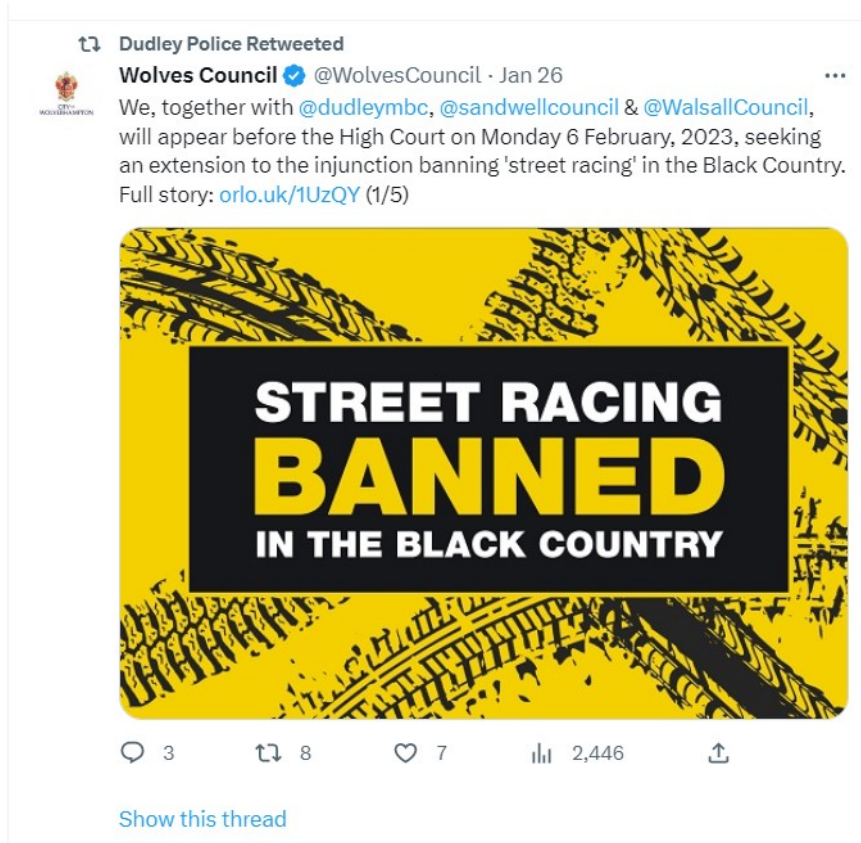 Dudley Police Retweeted
Wolves Council @WolvesCouncil · Jan 26
CITY OF
WOLVERHAMPTON
We, together with @dudleymbc, @sandwellcouncil & @WalsallCouncil,
will appear before the High Court on Monday 6 February, 2023, seeking
an extension to the injunction banning 'street racing' in the Black Country.
Full story: orlo.uk/1UzQY (1/5)
STREET RACING
BANNED
IN THE BLACK COUNTRY
3 8 7 2,446
Show this thread